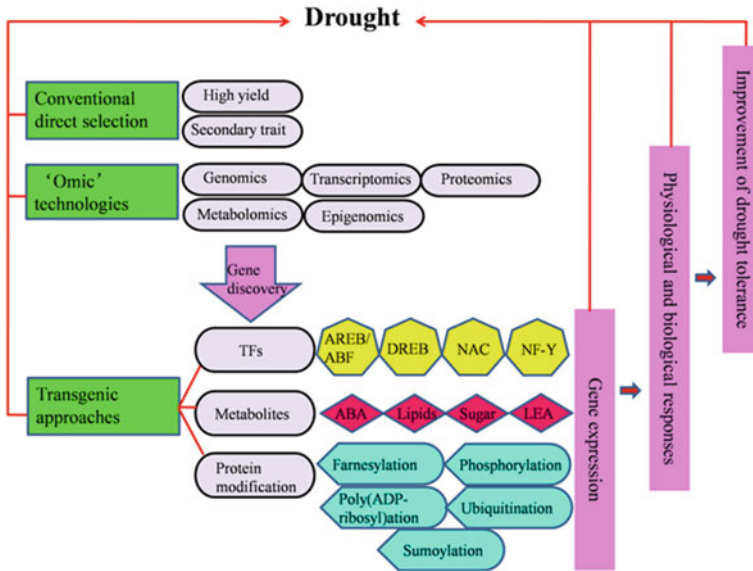 Drought
Conventional
direct selection
High yield
Secondary trait
‘Omic’
technologies
Genomics
Transcriptomics
Proteomics
Metabolomics
Epigenomics
Gene
discovery
Transgenic
approaches
TFs
AREB/
ABF
DREB
NAC
NF-Y
Metabolites
ABA
Lipids
Sugar
LEA
Protein
modification
Farnesylation
Phosphorylation
Poly(ADP-
ribosyl)ation
Ubiquitination
Sumoylation
Gene expression
Physiological and biological responses
Improvement of drought tolerance